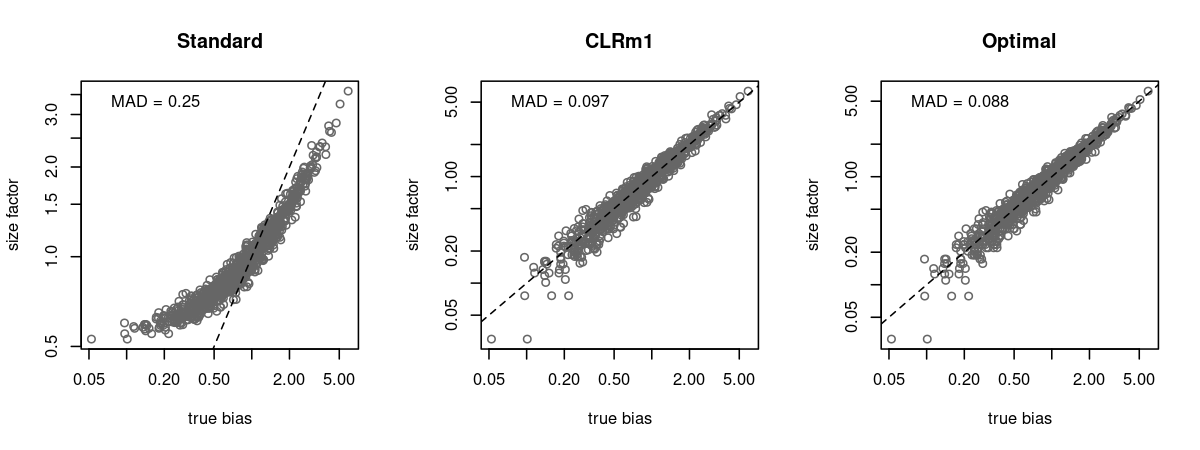 Standard
MAD = 0.25
size factor
3.0
2.0
1.5
1.0
0.5
0.05
0.20
0.50
2.00
5.00
true bias
CLRm1
MAD = 0.097
size factor
5.00
1.00
0.20
0.05
0.05
0.20
0.50
2.00
5.00
true bias
Optimal
MAD = 0.088
size factor
5.00
1.00
0.20
0.05
0.05
0.20
0.50
2.00
5.00
true bias